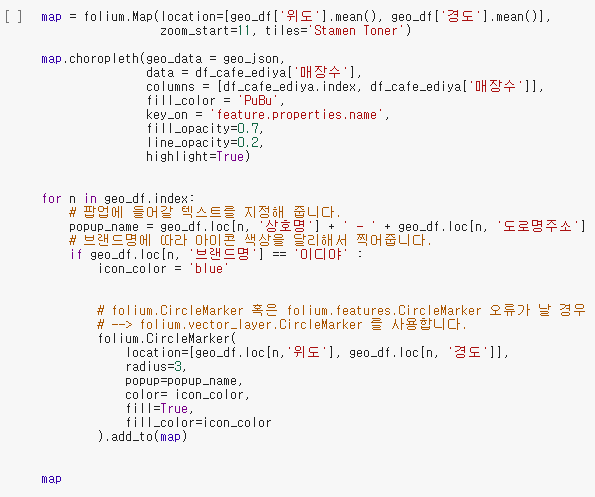 [ ] map = folium.Map(location=[geo_df['위도'].mean(), geo_df['경도'].mean()],
zoom_start=11, tiles='Stamen Toner')
map.choropleth(geo_data = geo_json,
data = df_cafe_ediya['매장수'],
columns = [df_cafe_ediya.index, df_cafe_ediya['매장수']],
fill_color = 'PuBu',
key_on = 'feature.properties.name',
fill_opacity=0.7,
line_opacity=0.2,
highlight=True)
for n in geo_df.index:
# 팝업에 들어갈 텍스트를 지정해 줍니다.
popup_name = geo_df.loc[n, '상호명'] + ' - ' + geo_df.loc[n, '도로명주소']
# 브랜드명에 따라 아이콘 색상을 달리해서 찍어줍니다.
if geo_df.loc[n, '브랜드명'] == '이디야' :
icon_color = 'blue'
# folium.CircleMarker 혹은 folium.features.CircleMarker 오류가 날 경우
# --> folium.vector_layer.CircleMarker 를 사용합니다.
folium.CircleMarker(
location=[geo_df.loc[n,'위도'], geo_df.loc[n, '경도']],
radius=3,
popup=popup_name,
color= icon_color,
fill=True,
fill_color=icon_color
).add_to(map)
map